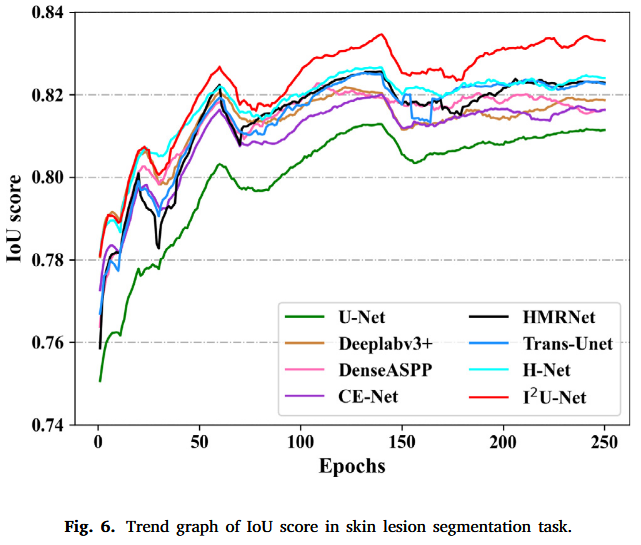 0.84
0.82
0.80
0.78
0.76
0.74
IoU score
U-Net
Deeplabv3+
DenseASPP
CE-Net
HMRNet
Trans-Unet
H-Net
I²U-Net
0 50 100 150 200 250
Epochs
Fig. 6. Trend graph of IoU score in skin lesion segmentation task.